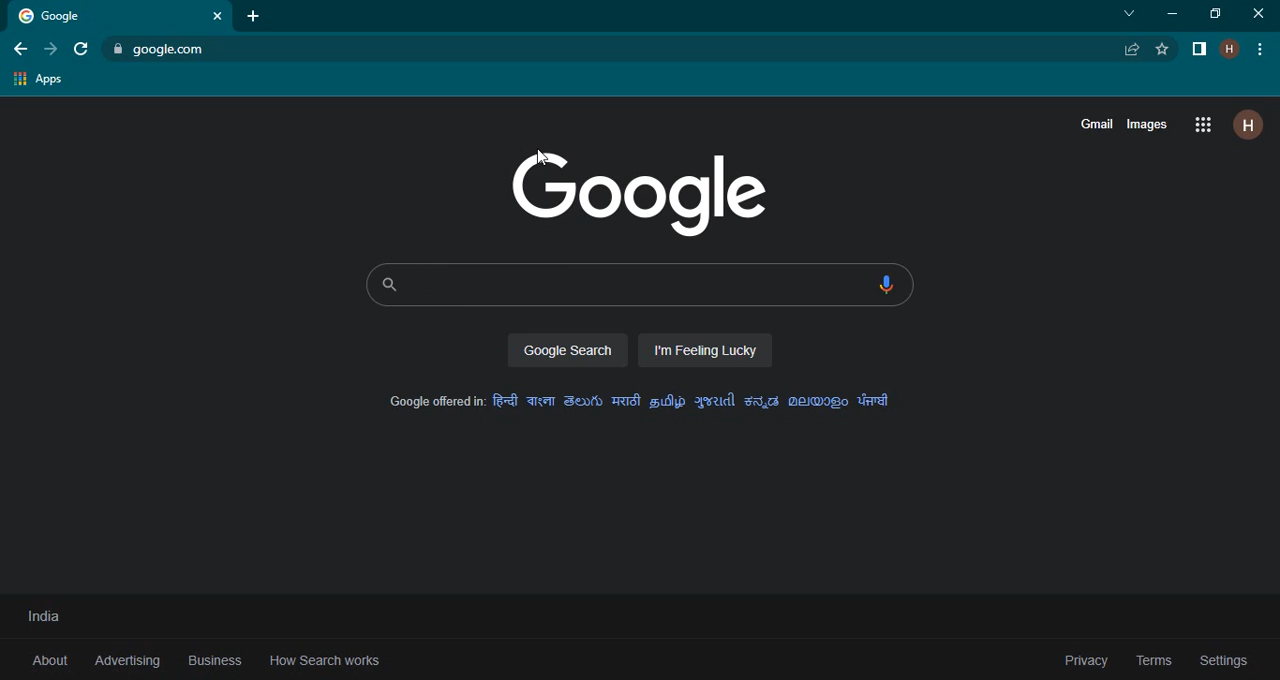 Google
google.com
H
Apps
Gmail Images
H
Google
Google Search I'm Feeling Lucky
Google offered in: हिन्दी বাংলা తెలుగు मराठी தமிழ் ગુજરાતી ಕನ್ನಡ മലയാളം ਪੰਜਾਬੀ
India
About Advertising Business How Search works Privacy Terms Settings